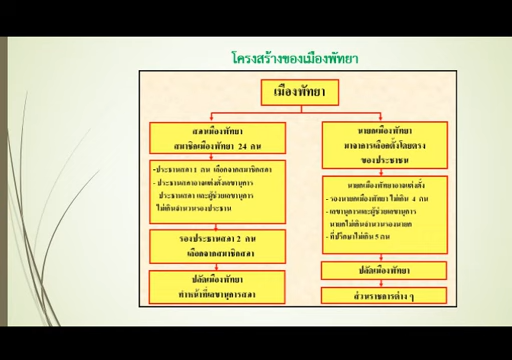 โครงสร้างของเมืองพัทยา
เมืองพัทยา
สภาเมืองพัทยา
สมาชิกเมืองพัทยา 24 คน
-ประธานสภา 1 คน เลือกจากสมาชิกสภา
- ประธานสภาอาจแต่งตั้งเลขานุการ
ประธานสภา และผู้ช่วยเลขานุการ
ไม่เกินจำนวนรองประธาน
รองประธานสภา 2 คน
เลือกจากสมาชิกสภา
ปลัดเมืองพัทยา
ทำหน้าที่เลขานุการสภา
นายกเมืองพัทยา
มาจากการเลือกตั้งโดยตรง
ของประชาชน
นายกเมืองพัทยาอาจแต่งตั้ง
- รองนายกเมืองพัทยา ไม่เกิน 4 คน
- เลขานุการและผู้ช่วยเลขานุการ
นายกไม่เกินจำนวนรองนายก
- ที่ปรึกษาไม่เกิน 5 คน
ปลัดเมืองพัทยา
ส่วนราชการต่าง ๆ